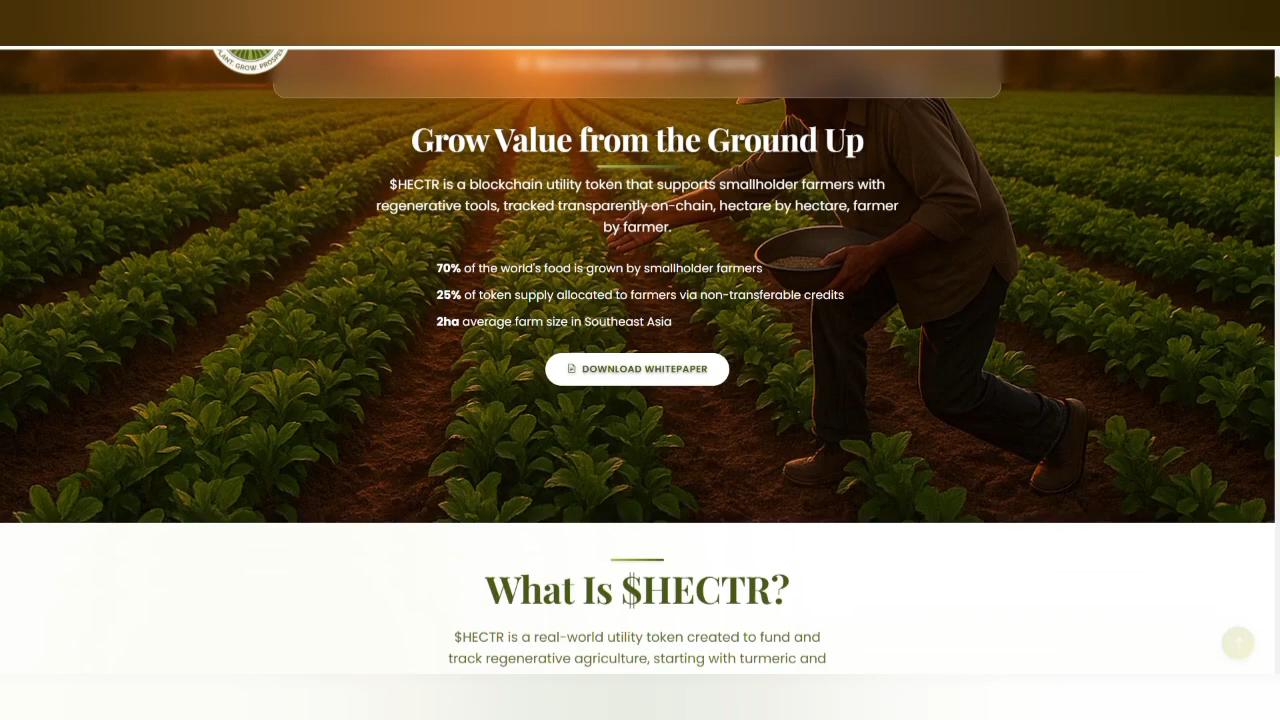 PLANT. GROW. PROSPER
Grow Value from the Ground Up
$HECTR is a blockchain utility token that supports smallholder farmers with
regenerative tools, tracked transparently on-chain, hectare by hectare, farmer
by farmer.
70% of the world's food is grown by smallholder farmers
25% of token supply allocated to farmers via non-transferable credits
2ha average farm size in Southeast Asia
DOWNLOAD WHITEPAPER
What Is $HECTR?
$HECTR is a real-world utility token created to fund and
track regenerative agriculture, starting with turmeric and